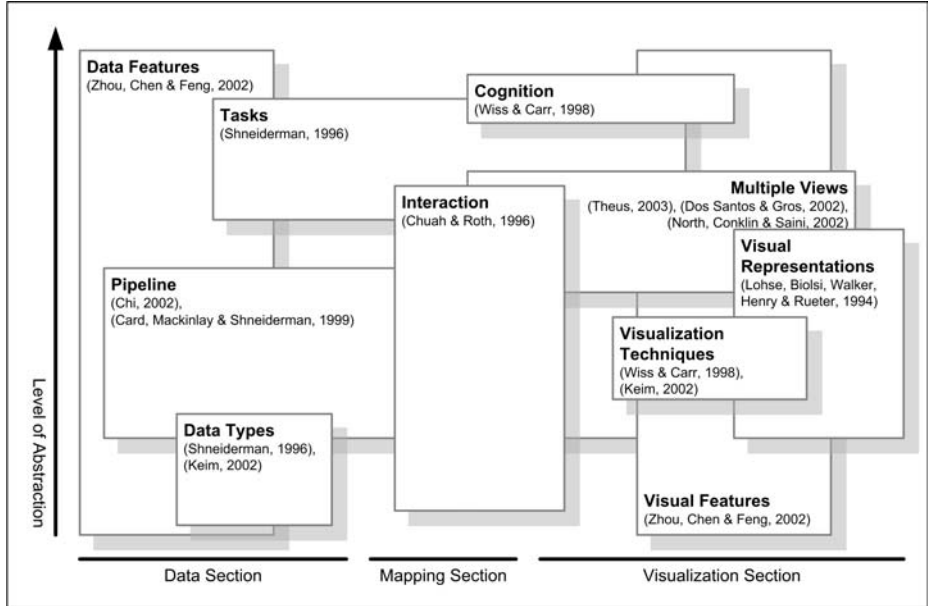 Data Features
(Zhou, Chen & Feng, 2002)
Cognition
(Wiss & Carr, 1998)
Tasks
(Shneiderman, 1996)
Multiple Views
(Theus, 2003), (Dos Santos & Gros, 2002),
(North, Conklin & Saini, 2002)
Interaction
(Chuah & Roth, 1996)
Visual
Representations
(Lohse, Biolsi, Walker,
Henry & Rueter, 1994)
Pipeline
(Chi, 2002),
(Card, Mackinlay & Shneiderman, 1999)
Visualization
Techniques
(Wiss & Carr, 1998),
(Keim, 2002)
Data Types
(Shneiderman, 1996),
(Keim, 2002)
Visual Features
(Zhou, Chen & Feng, 2002)
Level of Abstraction
Data Section
Mapping Section
Visualization Section